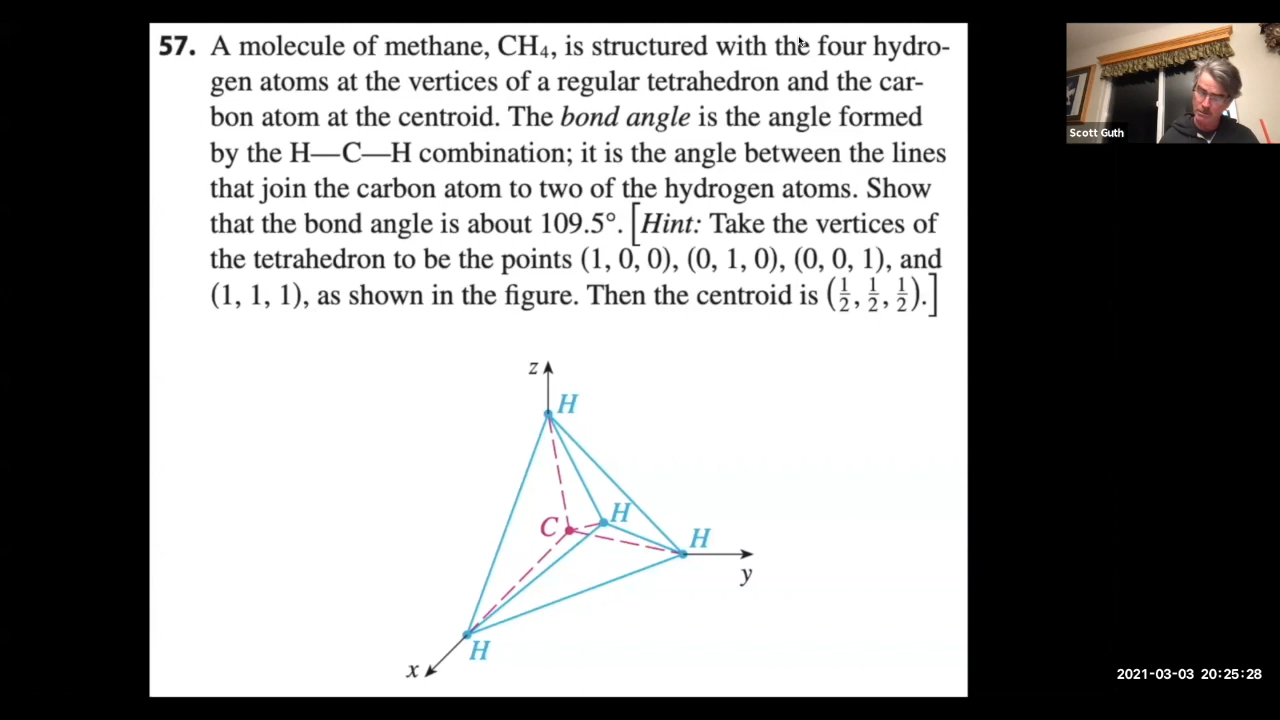 57. A molecule of methane, CH₄, is structured with the four hydro-
gen atoms at the vertices of a regular tetrahedron and the car-
bon atom at the centroid. The bond angle is the angle formed
by the H—C—H combination; it is the angle between the lines
that join the carbon atom to two of the hydrogen atoms. Show
that the bond angle is about 109.5°. [Hint: Take the vertices of
the tetrahedron to be the points (1, 0, 0), (0, 1, 0), (0, 0, 1), and
(1, 1, 1), as shown in the figure. Then the centroid is (1/2, 1/2, 1/2).]
z
H
C
H
H
y
H
x
Scott Guth
2021-03-03 20:25:28